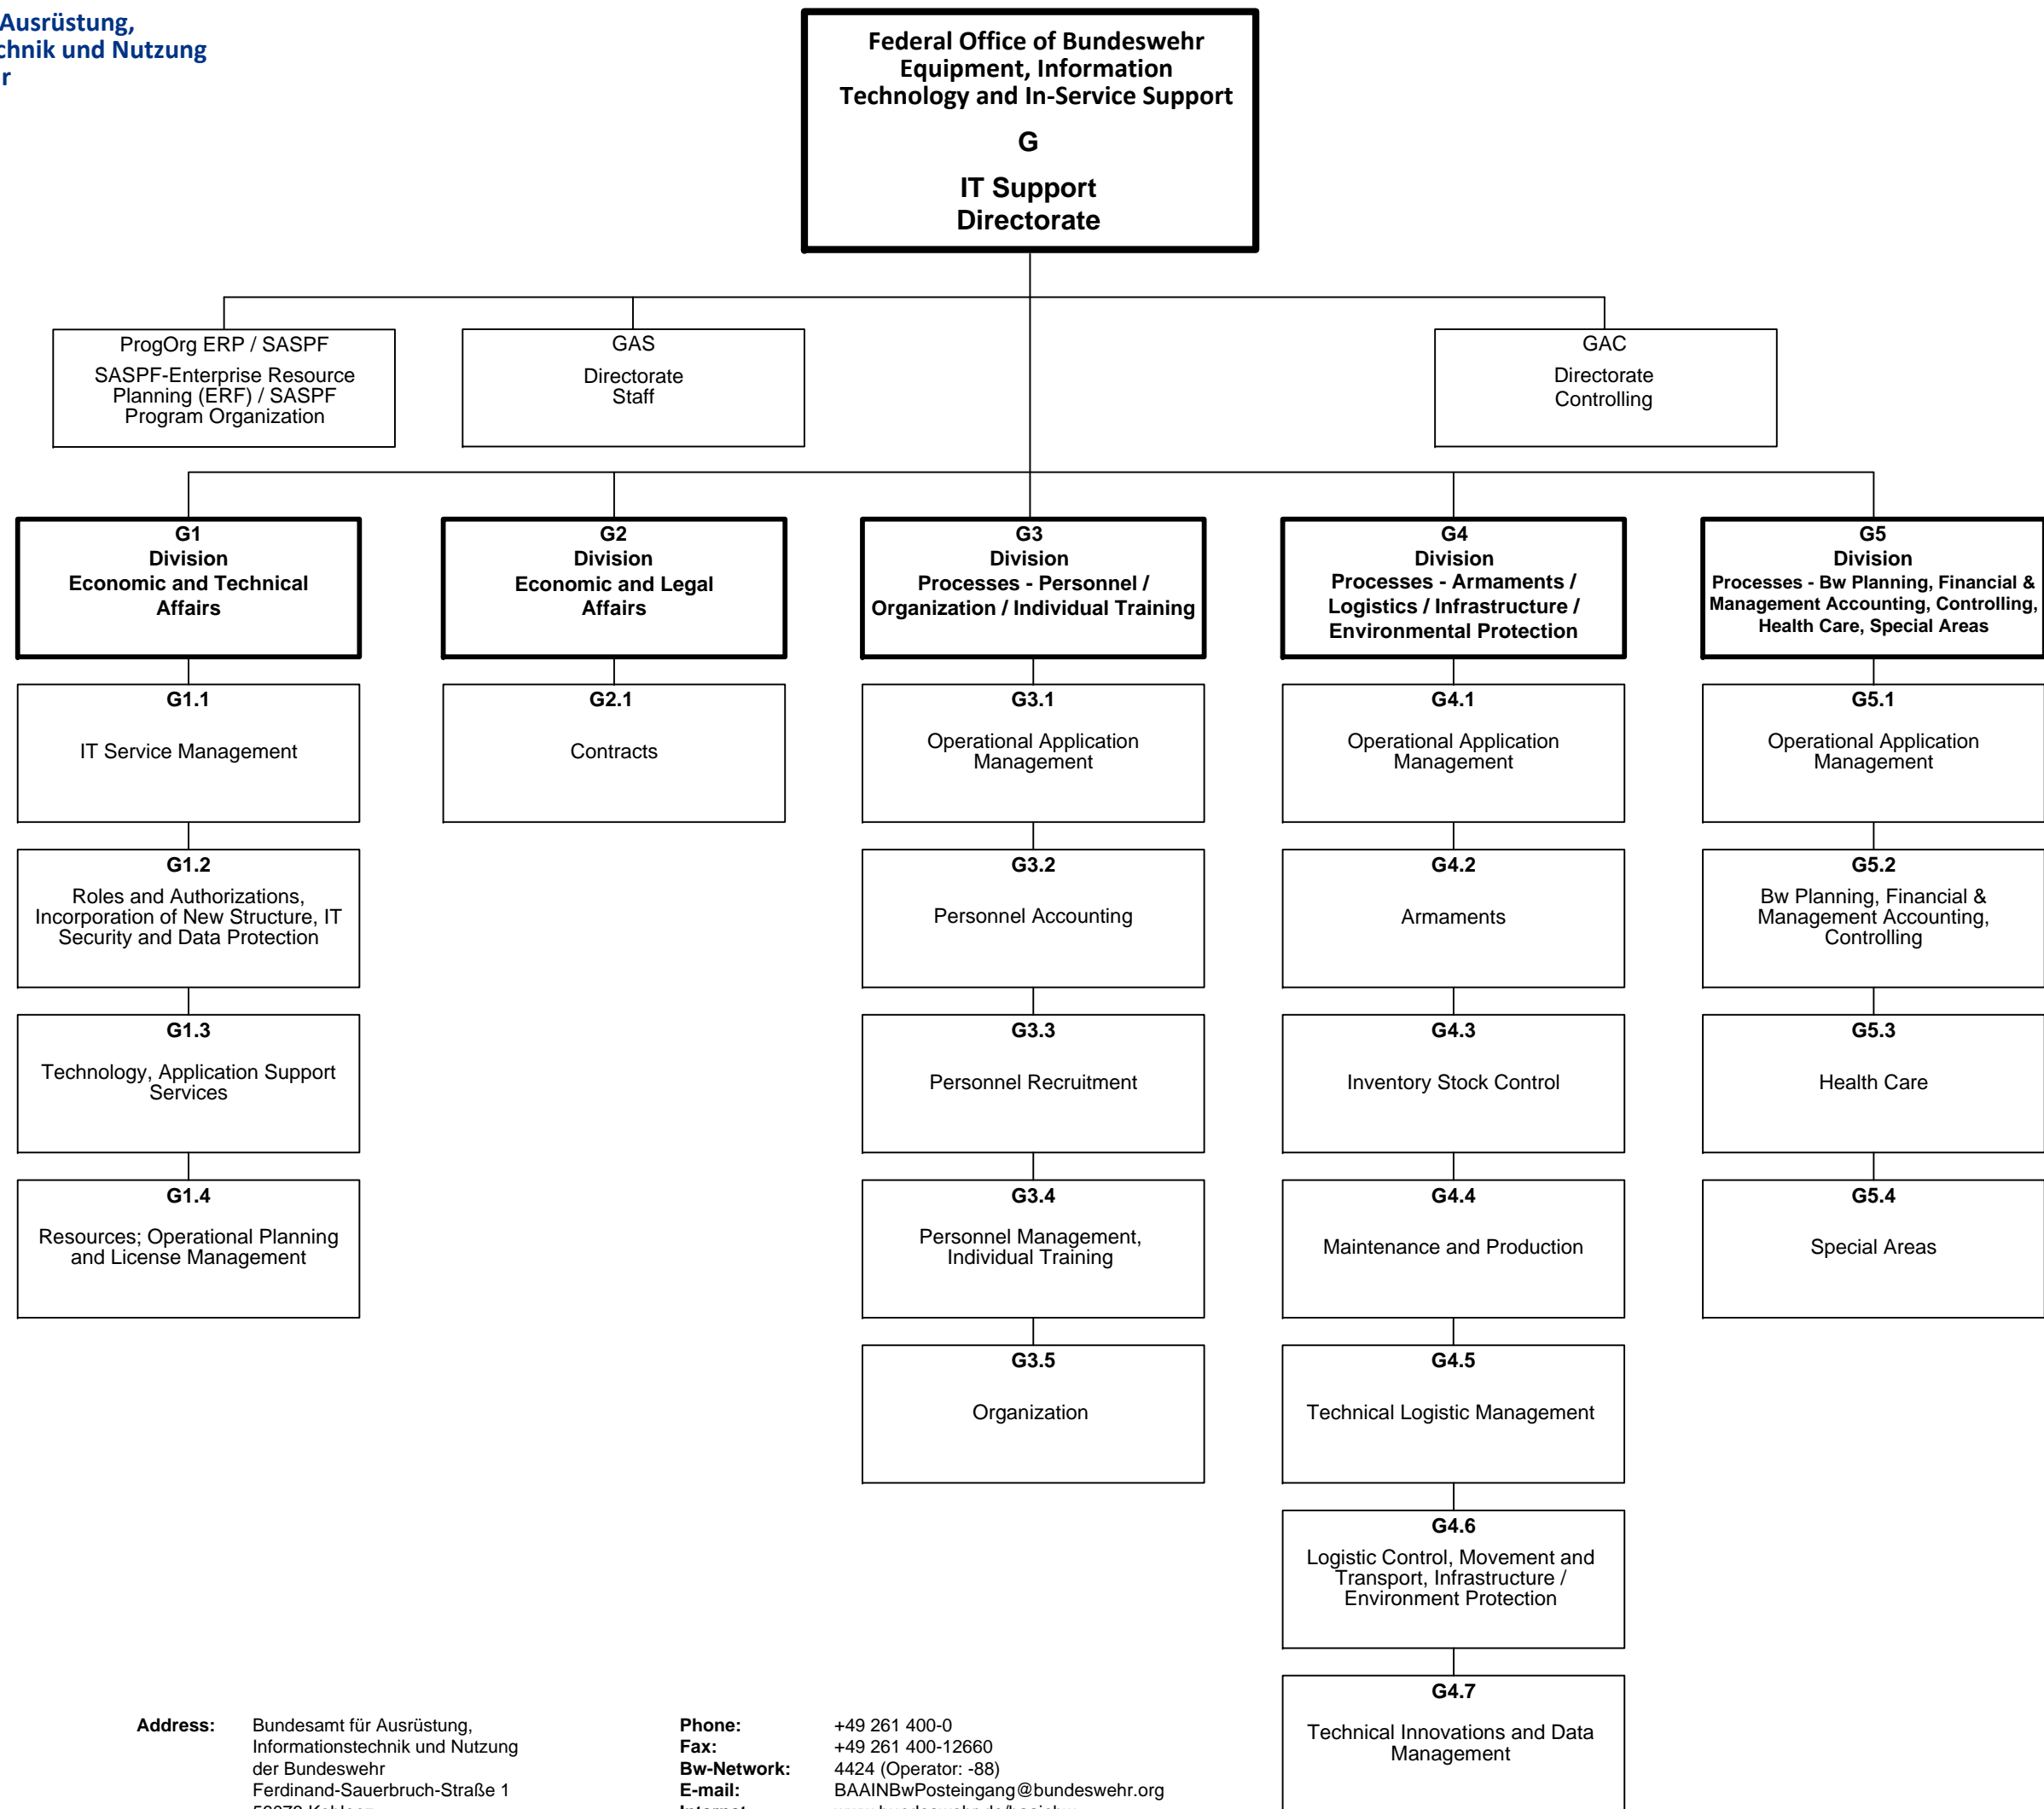 Ausrüstung,
chnik und Nutzung
r
Federal Office of Bundeswehr
Equipment, Information
Technology and In-Service Support
G
IT Support
Directorate
ProgOrg ERP / SASPF
SASPF-Enterprise Resource
Planning (ERF) / SASPF
Program Organization
GAS
Directorate
Staff
GAC
Directorate
Controlling
G1
Division
Economic and Technical
Affairs
G2
Division
Economic and Legal
Affairs
G3
Division
Processes - Personnel /
Organization / Individual Training
G4
Division
Processes - Armaments /
Logistics / Infrastructure /
Environmental Protection
G5
Division
Processes - Bw Planning, Financial &
Management Accounting, Controlling,
Health Care, Special Areas
G1.1
IT Service Management
G2.1
Contracts
G3.1
Operational Application
Management
G4.1
Operational Application
Management
G5.1
Operational Application
Management
G1.2
Roles and Authorizations,
Incorporation of New Structure, IT
Security and Data Protection
G3.2
Personnel Accounting
G4.2
Armaments
G5.2
Bw Planning, Financial &
Management Accounting,
Controlling
G1.3
Technology, Application Support
Services
G3.3
Personnel Recruitment
G4.3
Inventory Stock Control
G5.3
Health Care
G1.4
Resources; Operational Planning
and License Management
G3.4
Personnel Management,
Individual Training
G4.4
Maintenance and Production
G5.4
Special Areas
G3.5
Organization
G4.5
Technical Logistic Management
G4.6
Logistic Control, Movement and
Transport, Infrastructure /
Environment Protection
G4.7
Technical Innovations and Data
Management
Address: Bundesamt für Ausrüstung,
Informationstechnik und Nutzung
der Bundeswehr
Ferdinand-Sauerbruch-Straße 1
Phone: +49 261 400-0
Fax: +49 261 400-12660
Bw-Network: 4424 (Operator: -88)
E-mail: BAAINBwPosteingang@bundeswehr.org